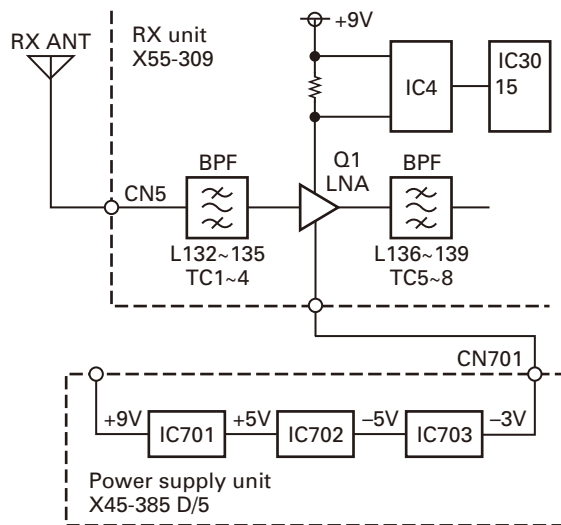 RX ANT
RX unit
X55-309
+9V
IC4
IC30
15
CN5
BPF
Q1
LNA
BPF
L132~135
TC1~4
L136~139
TC5~8
CN701
+9V
IC701
+5V
IC702
–5V
IC703
–3V
Power supply unit
X45-385 D/5